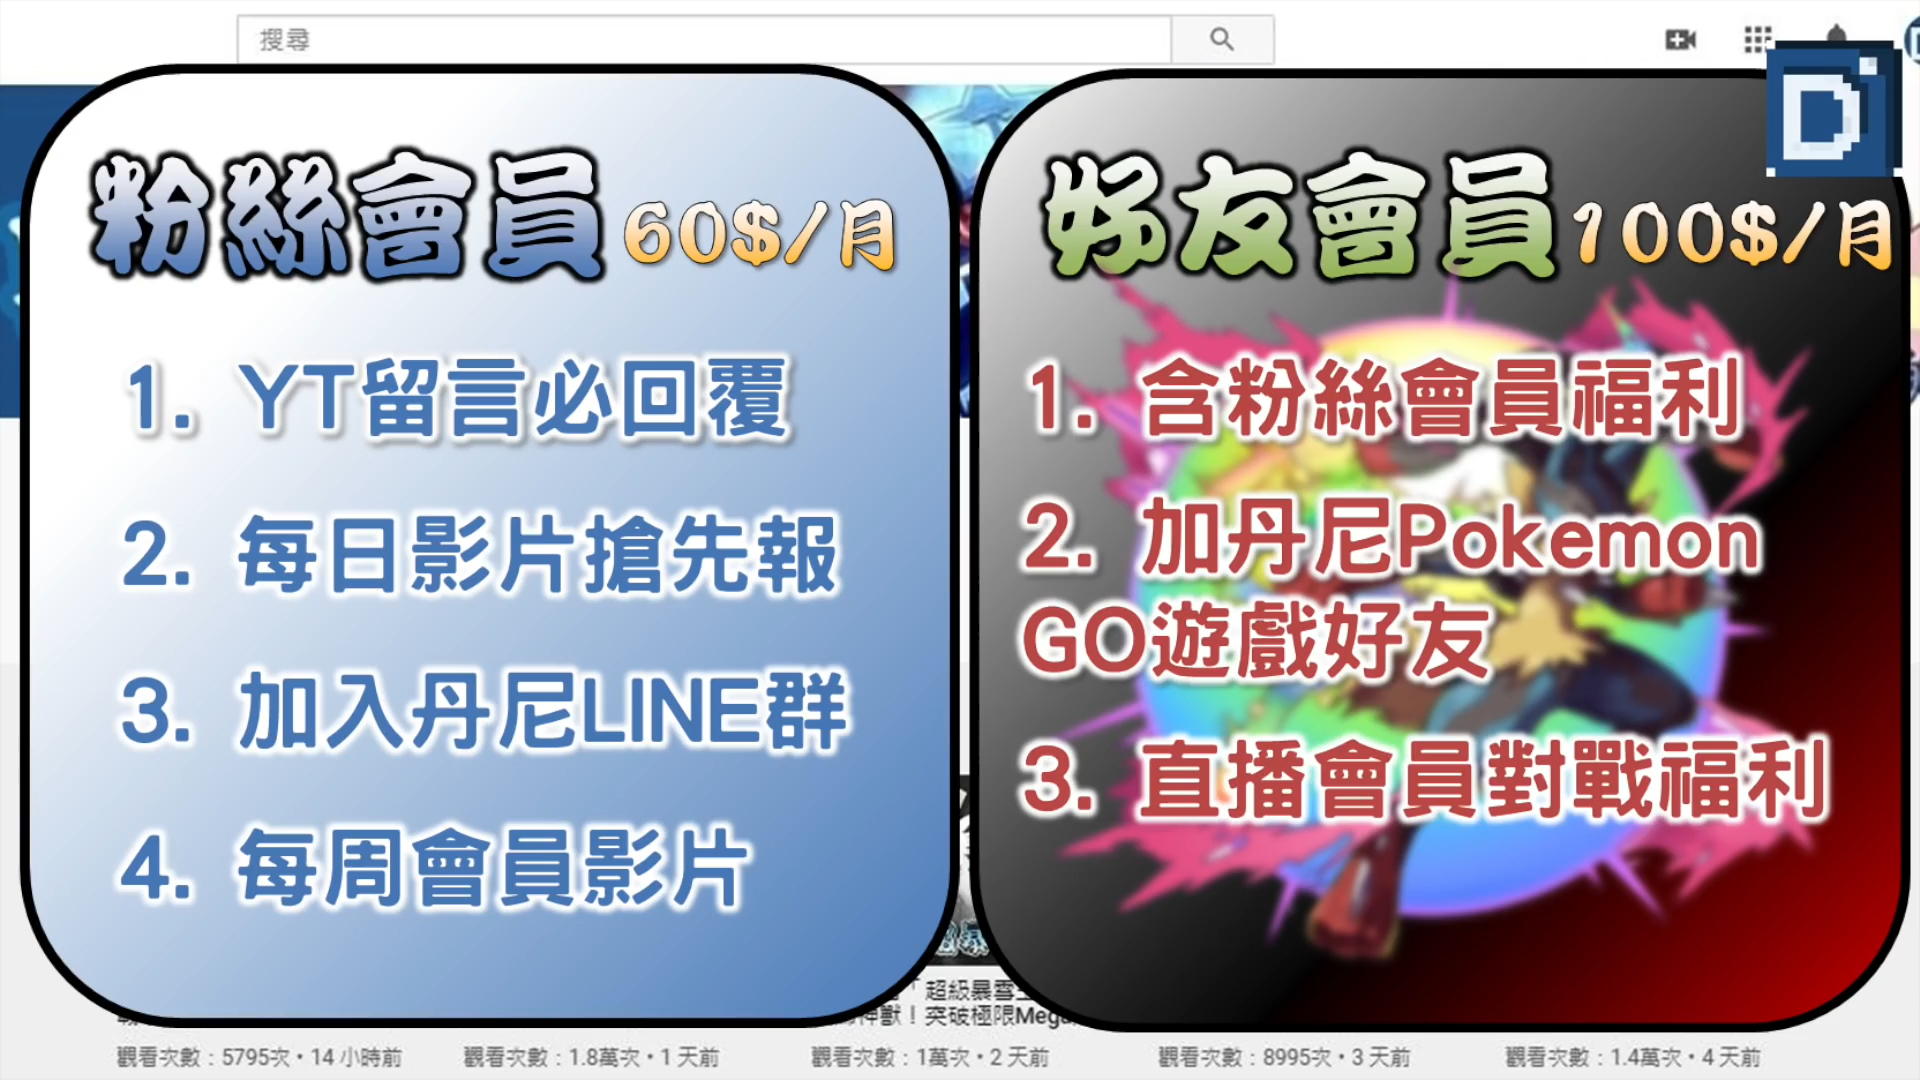 搜尋
粉絲會員 60$/月
1. YT留言必回覆
2. 每日影片搶先報
3. 加入丹尼LINE群
4. 每周會員影片
好友會員 100$/月
1. 含粉絲會員福利
2. 加丹尼Pokemon
GO遊戲好友
3. 直播會員對戰福利
D
「超級暴雪
神獸！突破極限Mega
觀看次數：5795次・14 小時前
觀看次數：1.8萬次・1 天前
觀看次數：1萬次・2 天前
觀看次數：8995次・3 天前
觀看次數：1.4萬次・4 天前